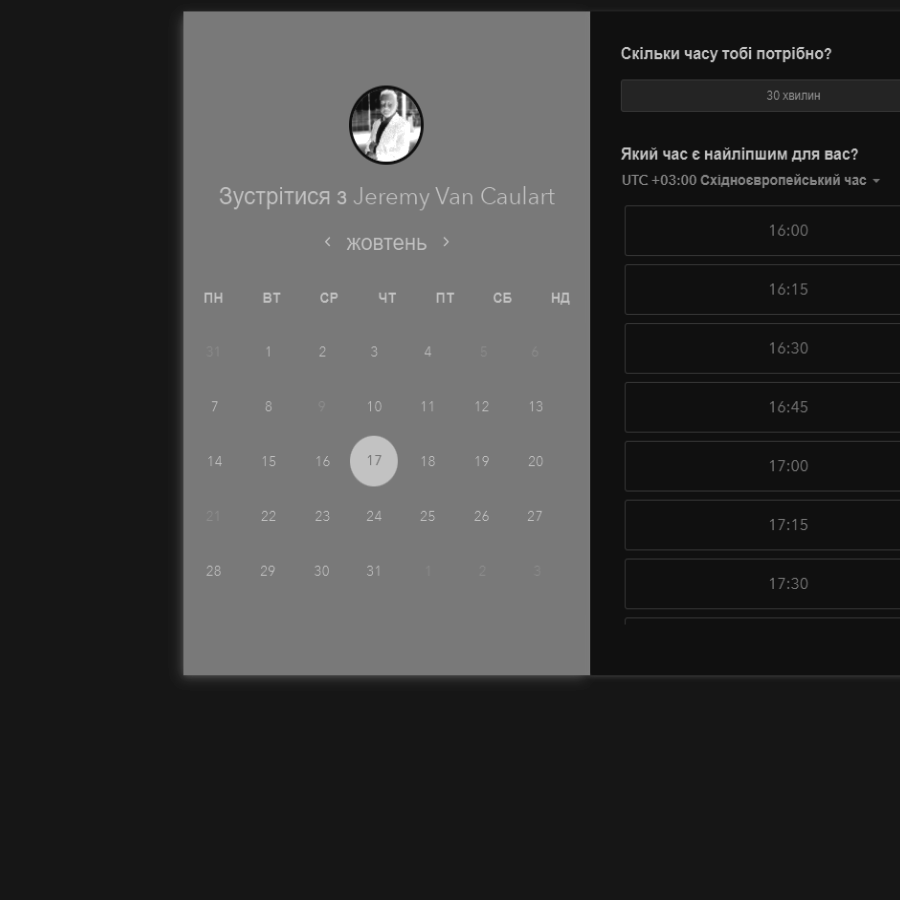 Зустрітися з Jeremy Van Caulart
‹ жовтень ›
ПН ВТ СР ЧТ ПТ СБ НД
31 1 2 3 4 5 6
7 8 9 10 11 12 13
14 15 16 17 18 19 20
21 22 23 24 25 26 27
28 29 30 31 1 2 3
Скільки часу тобі потрібно?
30 хвилин
Який час є найліпшим для вас?
UTC +03:00 Східноєвропейський час
16:00
16:15
16:30
16:45
17:00
17:15
17:30